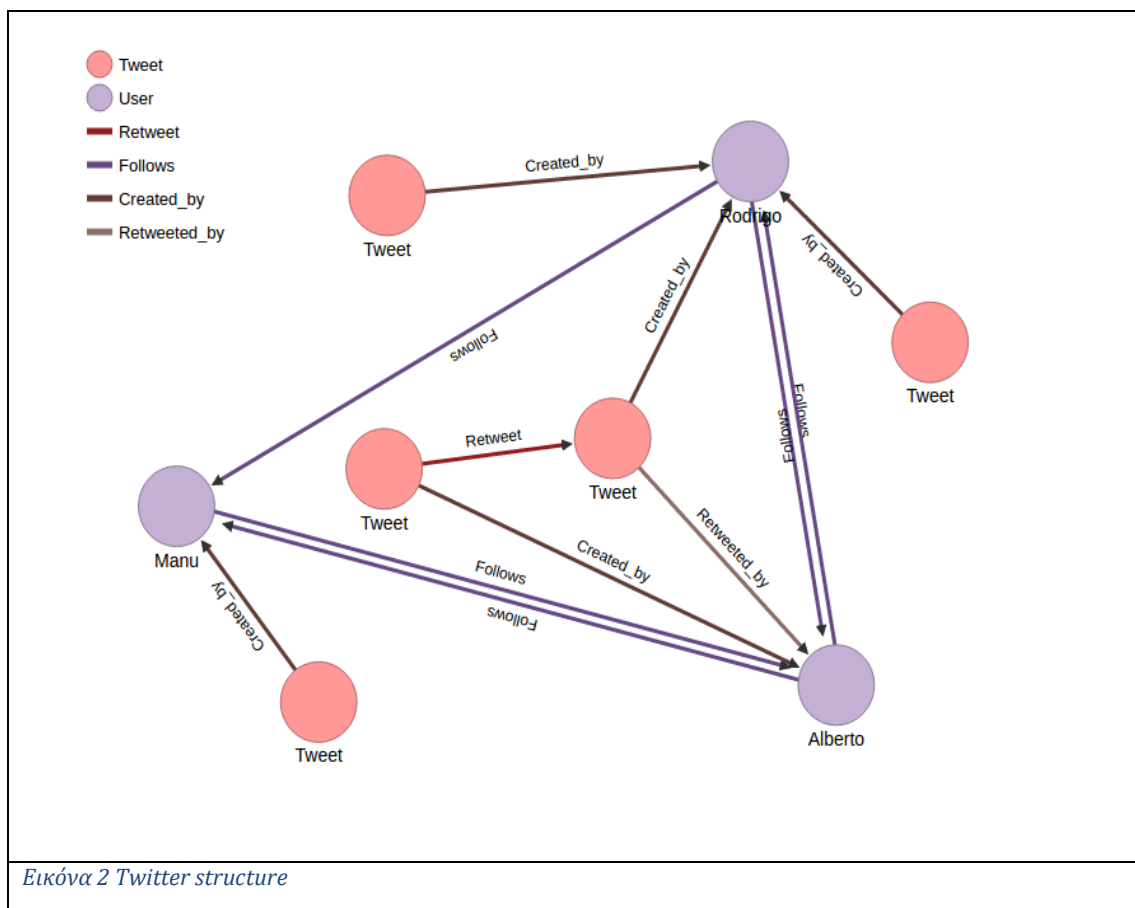 Tweet
User
Retweet
Follows
Created_by
Retweeted_by
Created_by
Rodrigo
Tweet
Created_by
Created_by
Follows
Tweet
Follows
Follows
Retweet
Tweet
Tweet
Manu
Retweeted_by
Created_by
Follows
Follows
Created_by
Tweet
Alberto
Εικόνα 2 Twitter structure